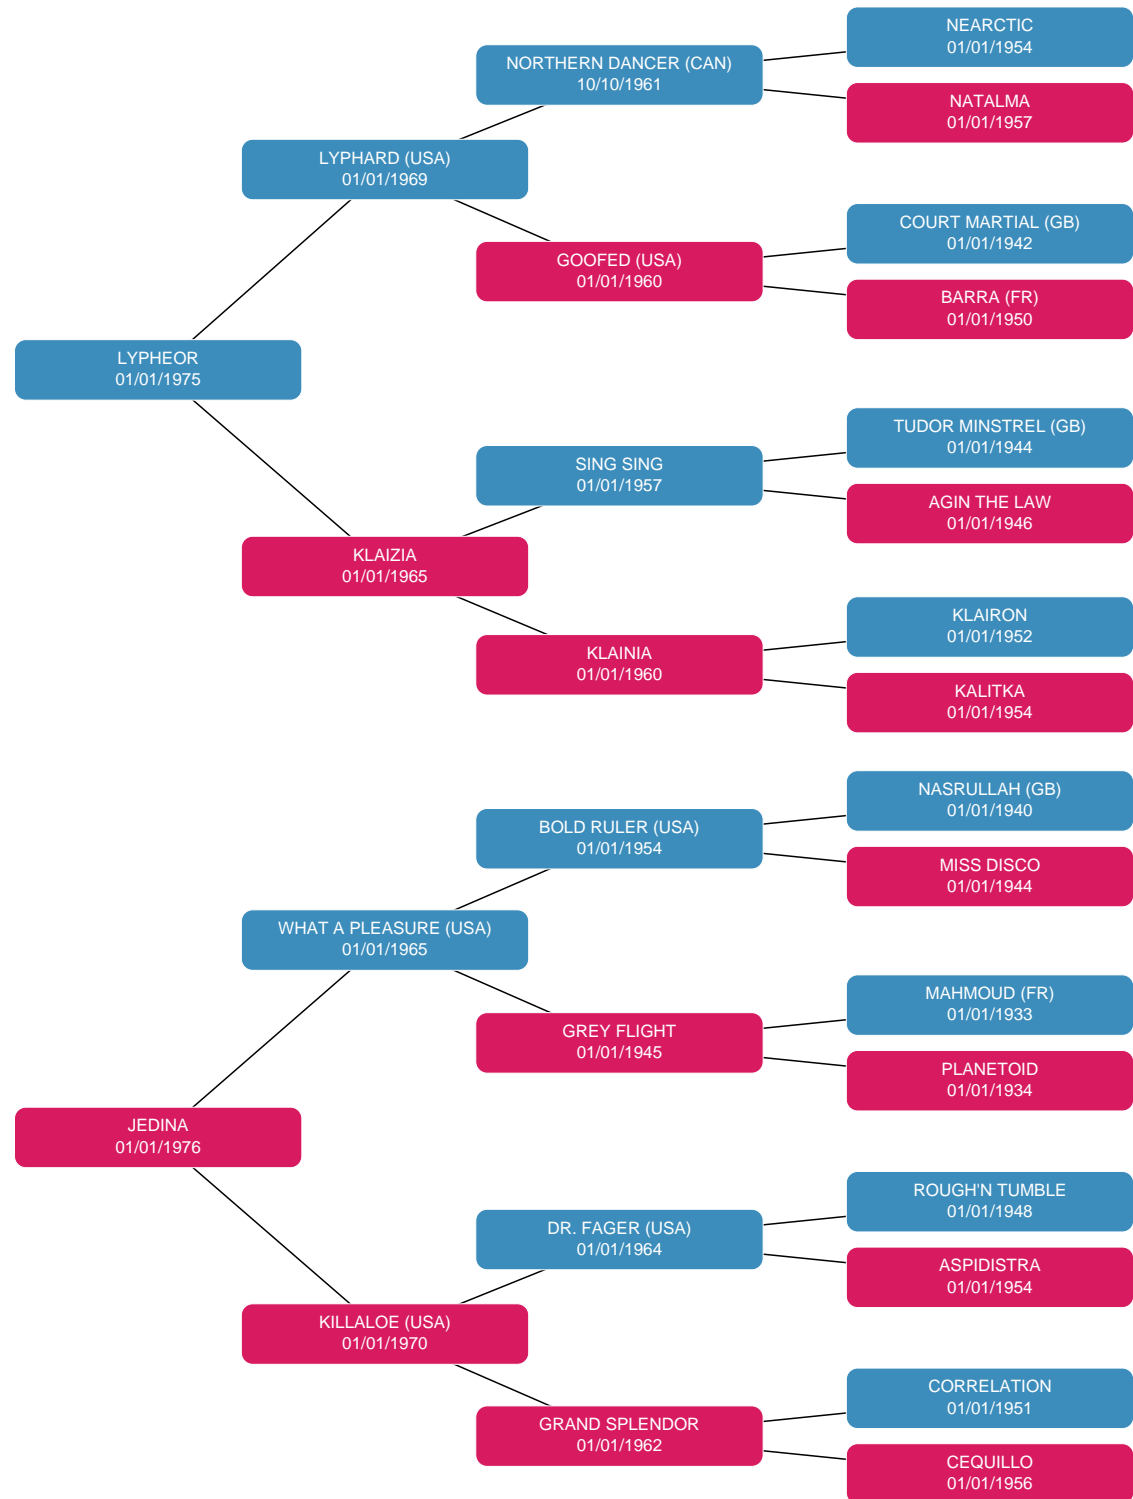 NEARCTIC
01/01/1954
NORTHERN DANCER (CAN)
10/10/1961
NATALMA
01/01/1957
LYPHARD (USA)
01/01/1969
COURT MARTIAL (GB)
01/01/1942
GOOFED (USA)
01/01/1960
BARRA (FR)
01/01/1950
LYPHEOR
01/01/1975
TUDOR MINSTREL (GB)
01/01/1944
SING SING
01/01/1957
AGIN THE LAW
01/01/1946
KLAIZIA
01/01/1965
KLAIRON
01/01/1952
KLAINIA
01/01/1960
KALITKA
01/01/1954
NASRULLAH (GB)
01/01/1940
BOLD RULER (USA)
01/01/1954
MISS DISCO
01/01/1944
WHAT A PLEASURE (USA)
01/01/1965
MAHMOUD (FR)
01/01/1933
GREY FLIGHT
01/01/1945
PLANETOID
01/01/1934
JEDINA
01/01/1976
ROUGH'N TUMBLE
01/01/1948
DR. FAGER (USA)
01/01/1964
ASPIDISTRA
01/01/1954
KILLALOE (USA)
01/01/1970
CORRELATION
01/01/1951
GRAND SPLENDOR
01/01/1962
CEQUILLO
01/01/1956